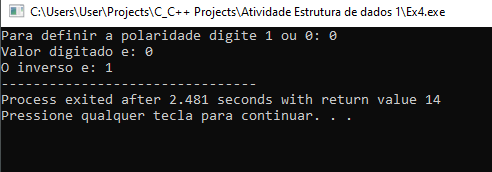 C:\Users\User\Projects\C_C++ Projects\Atividade Estrutura de dados 1\Ex4.exe
Para definir a polaridade digite 1 ou 0: 0
Valor digitado e: 0
O inverso e: 1
--------------------------------
Process exited after 2.481 seconds with return value 14
Pressione qualquer tecla para continuar. . .